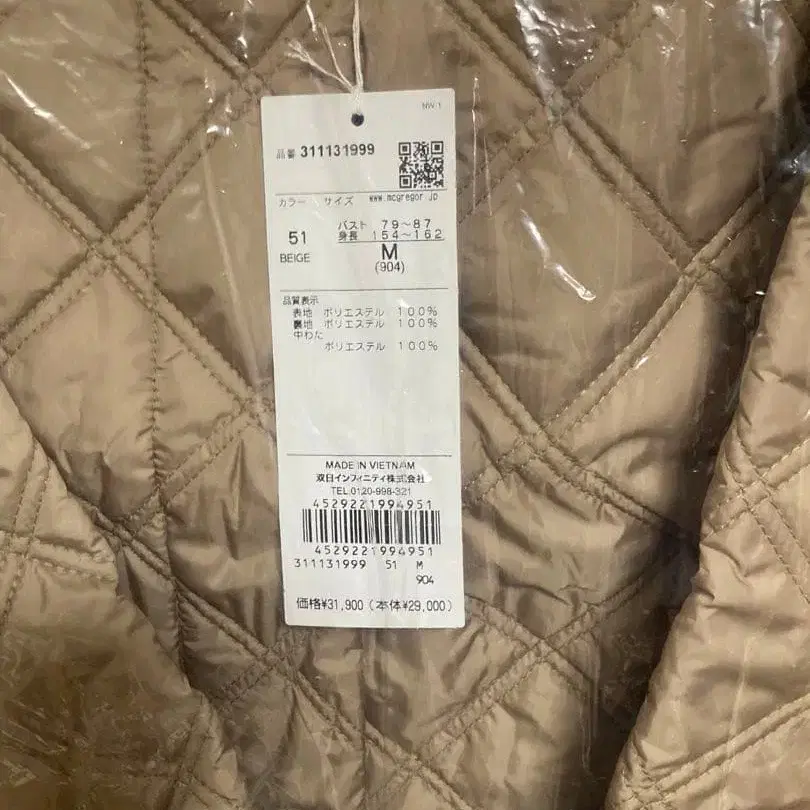 NW 1
品番 311131999
www.mcgregor.jp
カラー サイズ
51 バスト 79～87
身長 154～162
BEIGE M
(904)
品質表示
表地 ポリエステル 100%
裏地 ポリエステル 100%
中わた
ポリエステル 100%
MADE IN VIETNAM
双日インフィニティ株式会社
TEL.0120-998-321
4529221994951
4529221994951
311131999 51 M
904
価格¥31,900 (本体¥29,000)